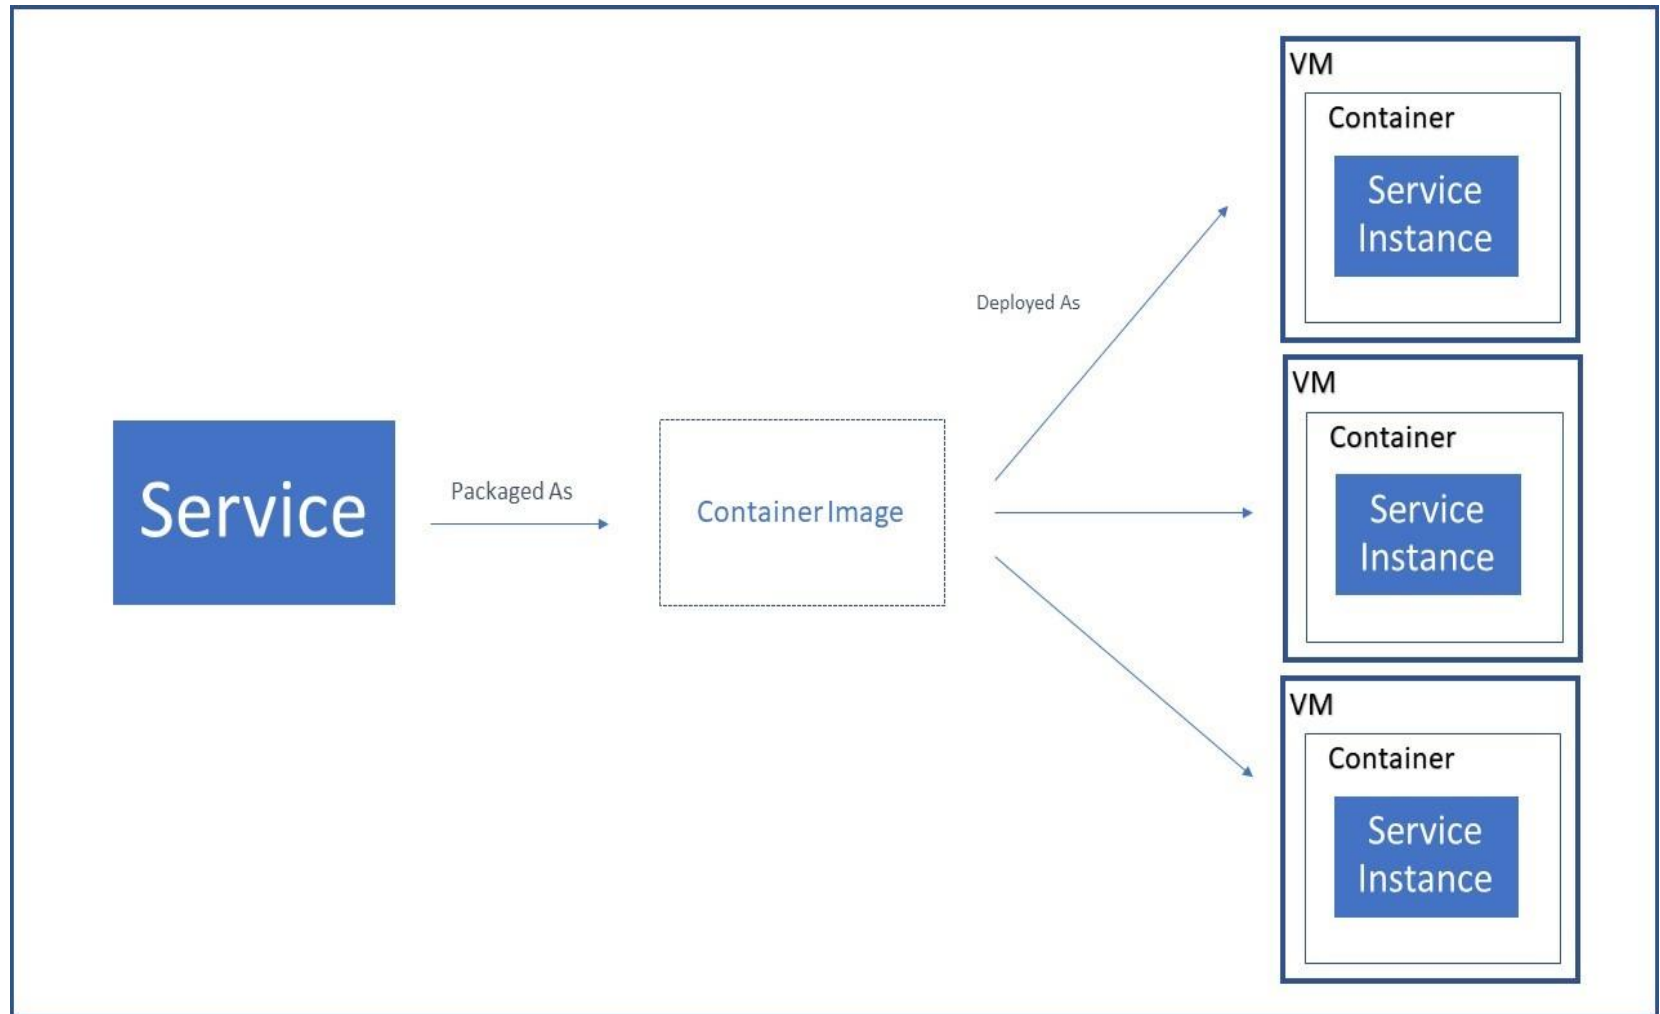 Service
Packaged As
Container Image
Deployed As
VM
Container
Service
Instance
VM
Container
Service
Instance
VM
Container
Service
Instance